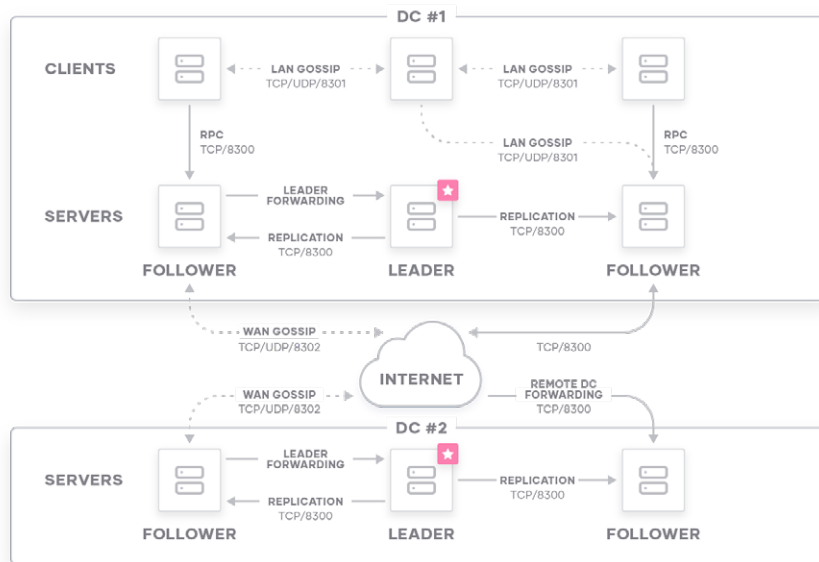 DC #1
CLIENTS
LAN GOSSIP
TCP/UDP/8301
LAN GOSSIP
TCP/UDP/8301
RPC
TCP/8300
LAN GOSSIP
TCP/UDP/8301
RPC
TCP/8300
SERVERS
LEADER
FORWARDING
REPLICATION
TCP/8300
REPLICATION
TCP/8300
FOLLOWER
LEADER
FOLLOWER
WAN GOSSIP
TCP/UDP/8302
TCP/8300
INTERNET
WAN GOSSIP
TCP/UDP/8302
REMOTE DC
FORWARDING
TCP/8300
DC #2
SERVERS
LEADER
FORWARDING
REPLICATION
TCP/8300
REPLICATION
TCP/8300
FOLLOWER
LEADER
FOLLOWER